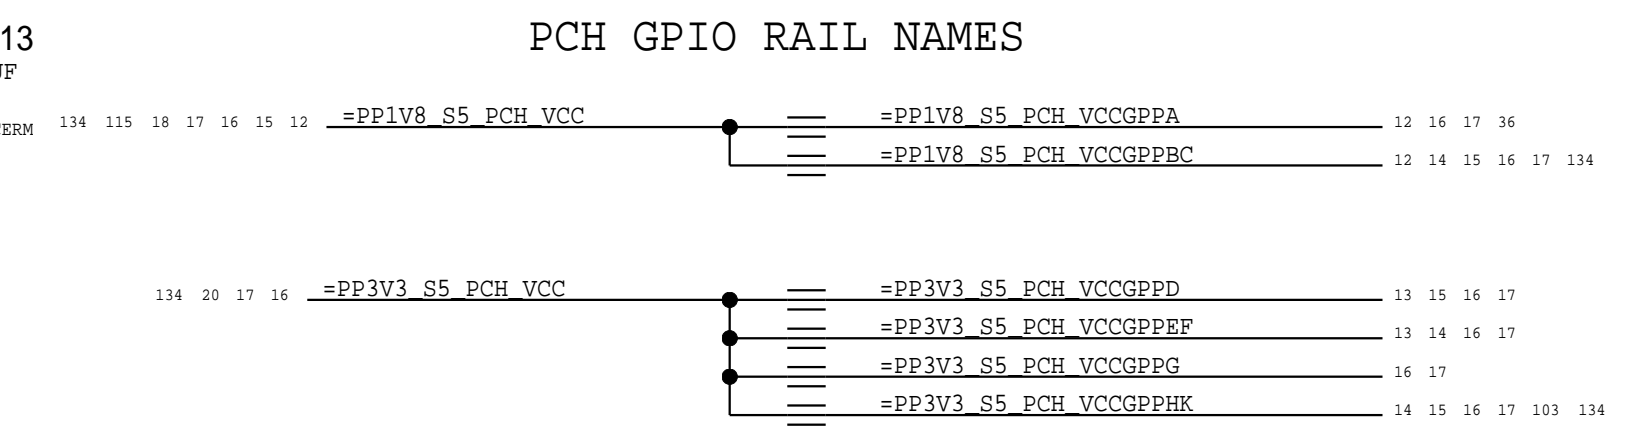 13
PCH GPIO RAIL NAMES
UF
CERM
134 115 18 17 16 15 12 =PP1V8_S5_PCH_VCC =PP1V8_S5_PCH_VCCGPPA 12 16 17 36
=PP1V8_S5_PCH_VCCGPPBC 12 14 15 16 17 134
134 20 17 16 =PP3V3_S5_PCH_VCC =PP3V3_S5_PCH_VCCGPPD 13 15 16 17
=PP3V3_S5_PCH_VCCGPPEF 13 14 16 17
=PP3V3_S5_PCH_VCCGPPG 16 17
=PP3V3_S5_PCH_VCCGPPHK 14 15 16 17 103 134